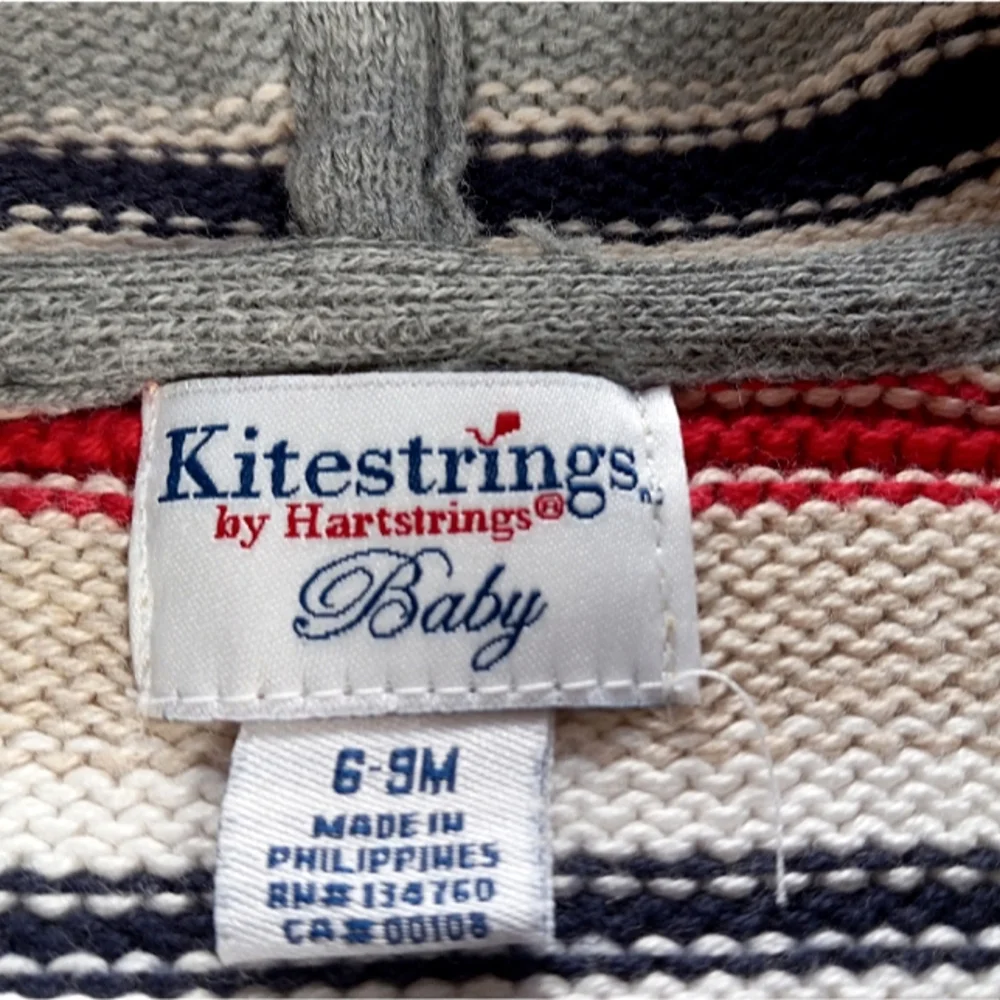 Kitestrings
by Hartstrings®
Baby
6-9M
MADE IN
PHILIPPINES
RN# 134760
CA# 00108